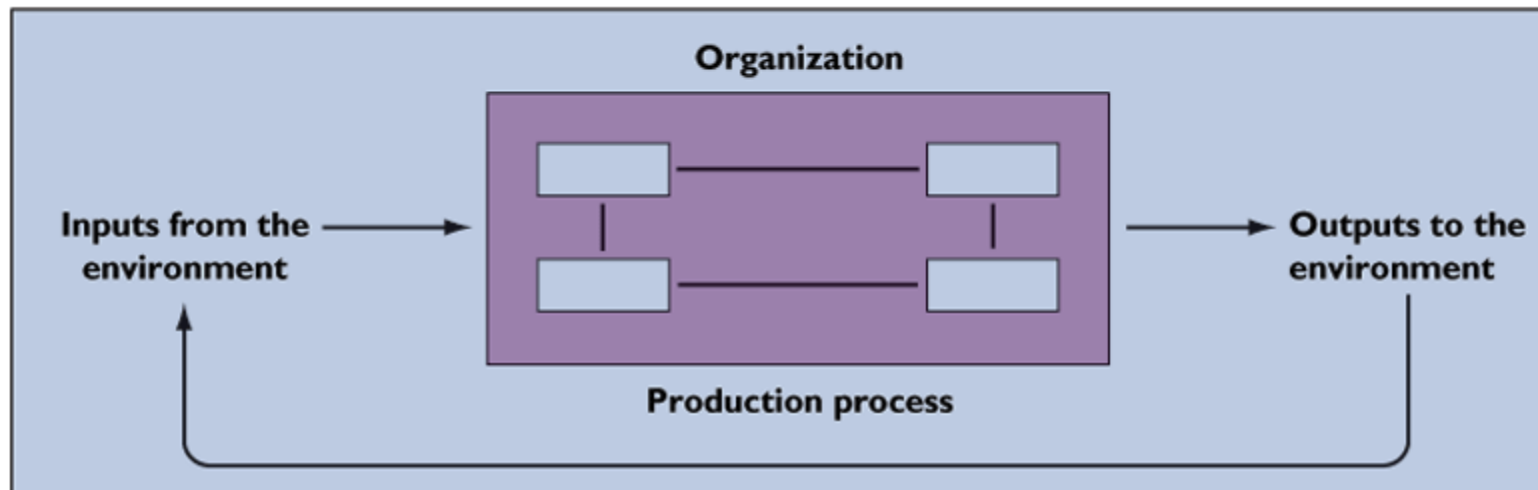 Organization
Inputs from the
environment
Outputs to the
environment
Production process